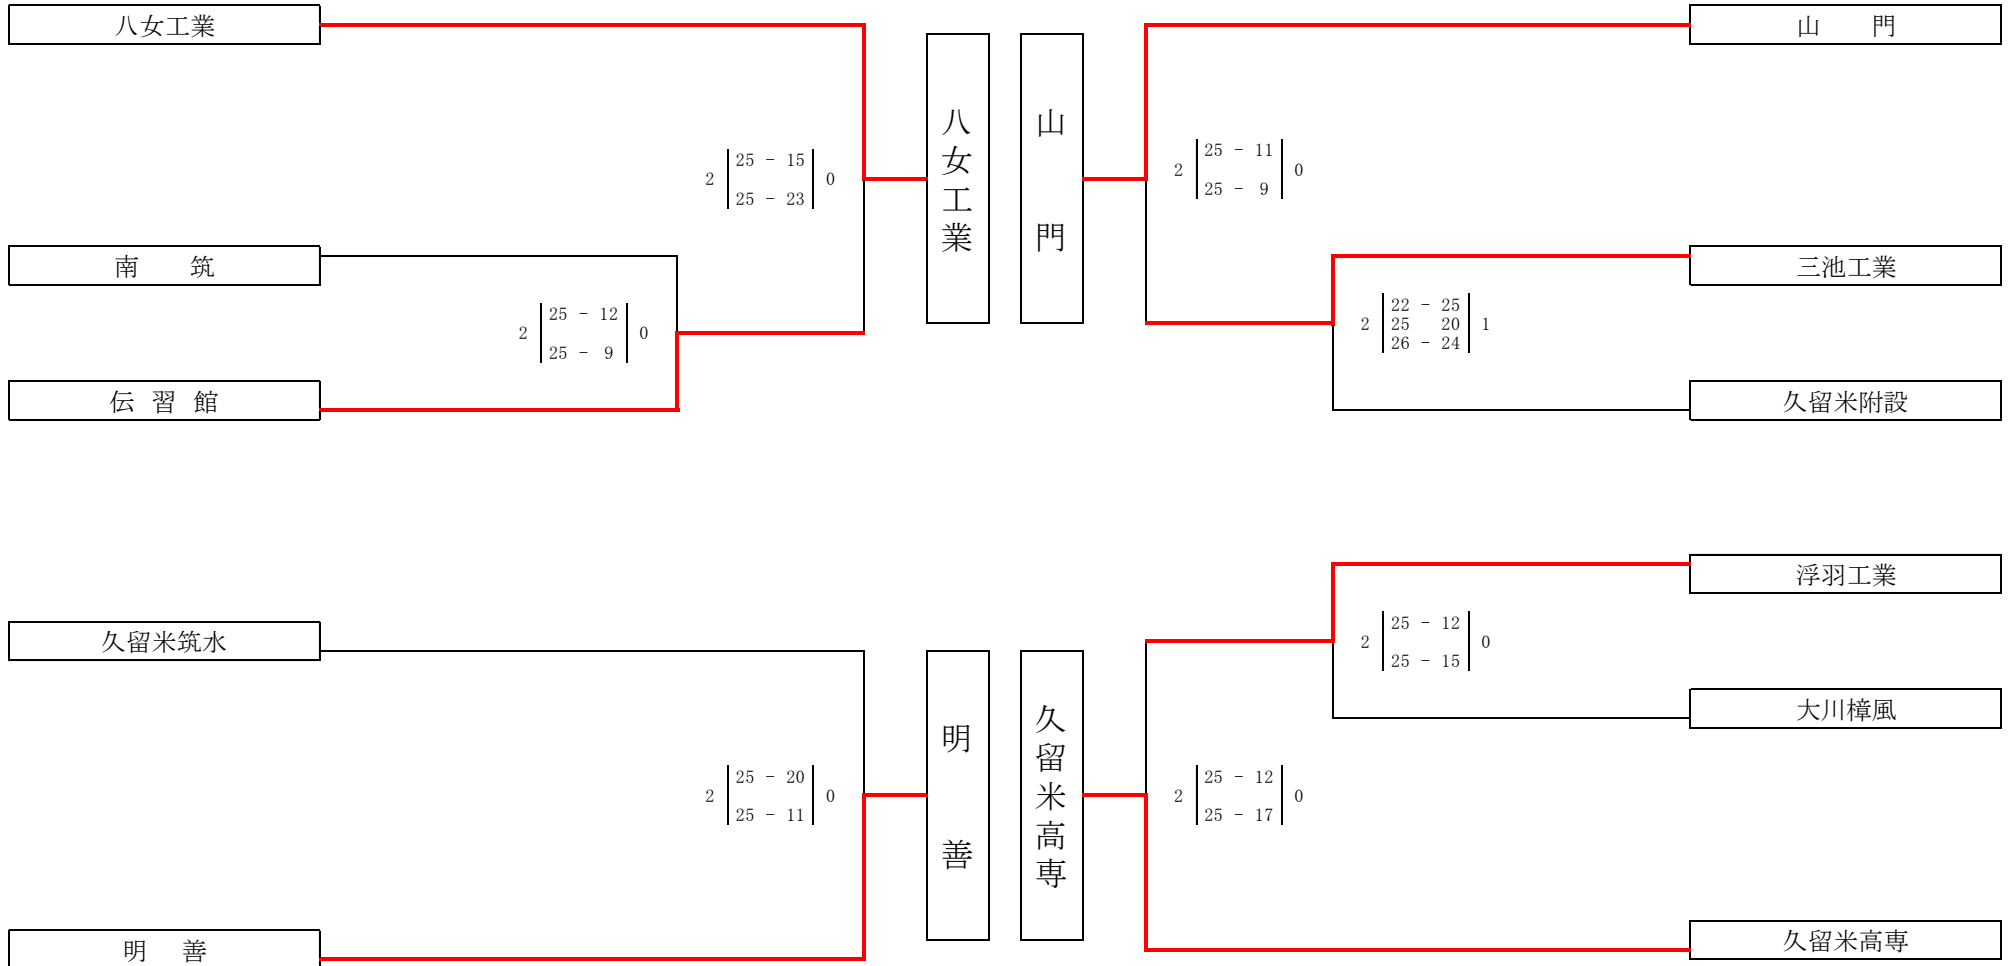 八女工業
山　門
八女工業
山門
25 - 15
2 0
25 - 23
25 - 11
2 0
25 - 9
南　筑
三池工業
25 - 12
2 0
25 - 9
22 - 25
2 25 20 1
26 - 24
伝 習 館
久留米附設
浮羽工業
久留米筑水
25 - 12
2 0
25 - 15
大川樟風
明善
久留米高専
25 - 20
2 0
25 - 11
25 - 12
2 0
25 - 17
明　善
久留米高専